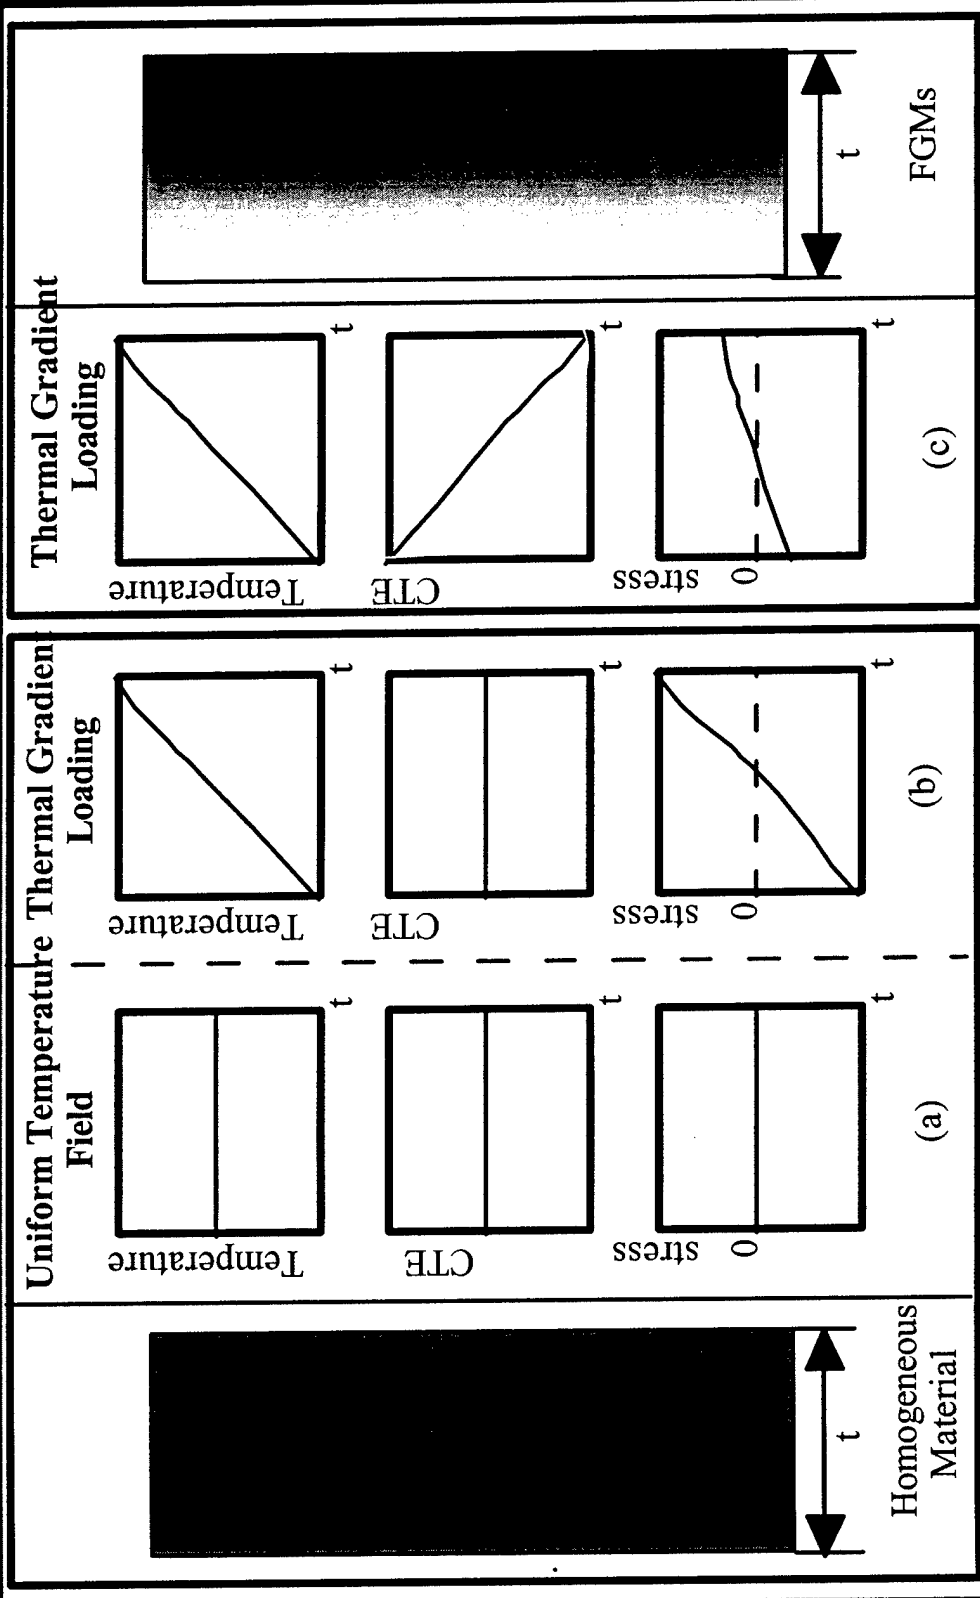 Uniform Temperature
Field
Thermal Gradient
Loading
Thermal Gradient
Loading
Temperature
t
Temperature
t
Temperature
t
CTE
t
CTE
t
CTE
t
stress
0
t
stress
0
t
stress
0
t
t
Homogeneous
Material
(a)
(b)
(c)
t
FGMs